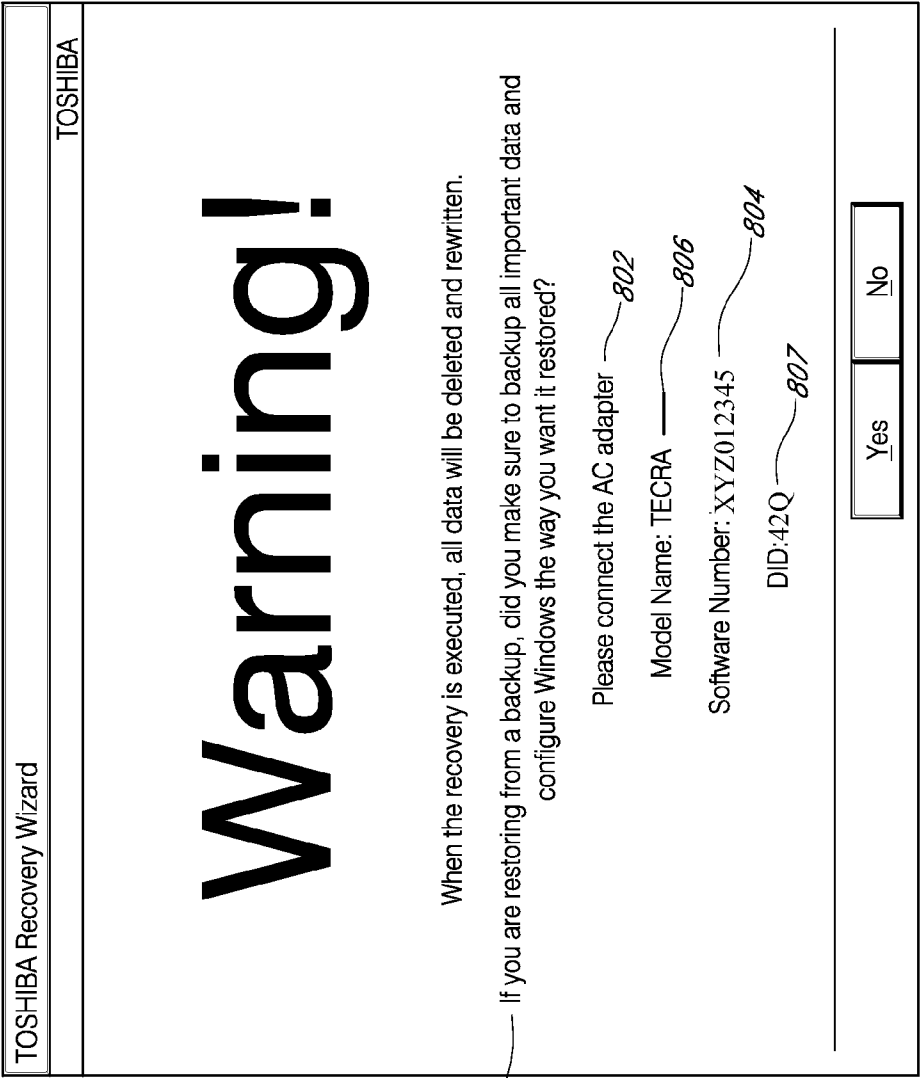 TOSHIBA Recovery Wizard
TOSHIBA
Warning!
When the recovery is executed, all data will be deleted and rewritten.
If you are restoring from a backup, did you make sure to backup all important data and
configure Windows the way you want it restored?
Please connect the AC adapter 802
Model Name: TECRA 806
Software Number: XYZ012345 804
DID:42Q 807
Yes No